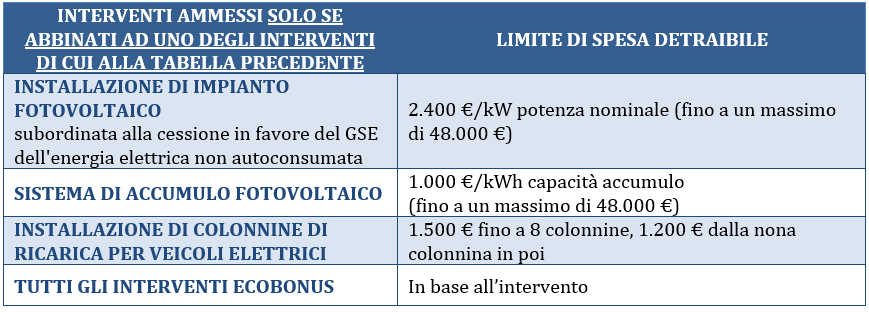 INTERVENTI AMMESSI SOLO SE
ABBINATI AD UNO DEGLI INTERVENTI
DI CUI ALLA TABELLA PRECEDENTE
LIMITE DI SPESA DETRAIBILE
INSTALLAZIONE DI IMPIANTO
FOTOVOLTAICO
subordinata alla cessione in favore del GSE
dell'energia elettrica non autoconsumata
2.400 €/kW potenza nominale (fino a un massimo
di 48.000 €)
SISTEMA DI ACCUMULO FOTOVOLTAICO
1.000 €/kWh capacità accumulo
(fino a un massimo di 48.000 €)
INSTALLAZIONE DI COLONNINE DI
RICARICA PER VEICOLI ELETTRICI
1.500 € fino a 8 colonnine, 1.200 € dalla nona
colonnina in poi
TUTTI GLI INTERVENTI ECOBONUS
In base all’intervento